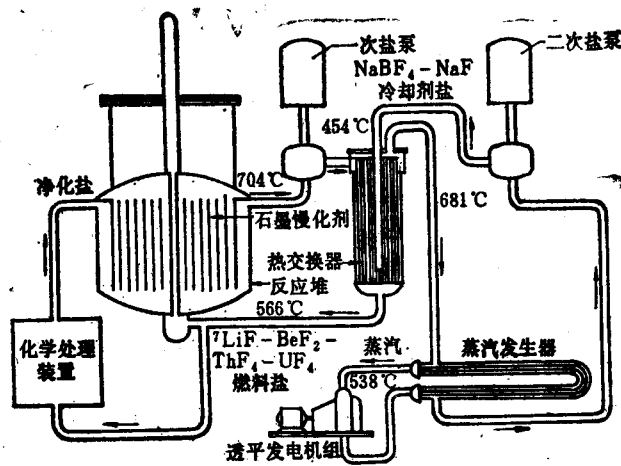 次盐泵
二次盐泵
NaBF₄-NaF
冷却剂盐
454℃
净化盐
704℃
681℃
石墨慢化剂
热交换器
反应堆
566℃
⁷LiF-BeF₂-
ThF₄-UF₄
燃料盐
化学处理
装置
蒸汽
蒸汽发生器
538℃
透平发电机组